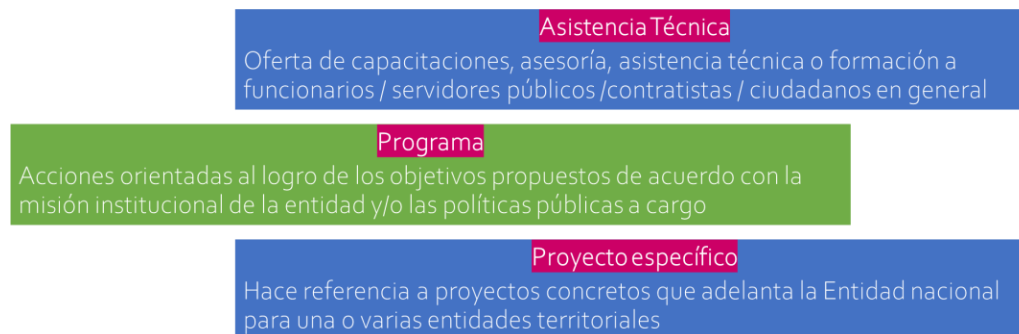 Asistencia Técnica
Oferta de capacitaciones, asesoría, asistencia técnica o formación a
funcionarios / servidores públicos /contratistas / ciudadanos en general
Programa
Acciones orientadas al logro de los objetivos propuestos de acuerdo con la
misión institucional de la entidad y/o las políticas públicas a cargo
Proyecto específico
Hace referencia a proyectos concretos que adelanta la Entidad nacional
para una o varias entidades territoriales